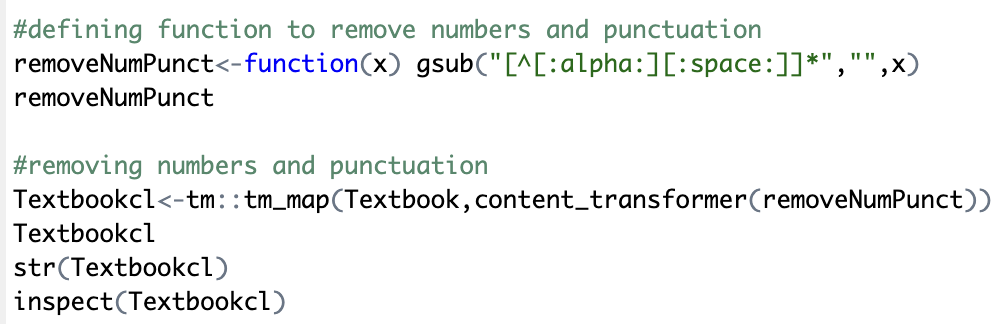 #defining function to remove numbers and punctuation
removeNumPunct<-function(x) gsub("[^[:alpha:][:space:]]*","",x)
removeNumPunct
#removing numbers and punctuation
Textbookcl<-tm::tm_map(Textbook,content_transformer(removeNumPunct))
Textbookcl
str(Textbookcl)
inspect(Textbookcl)